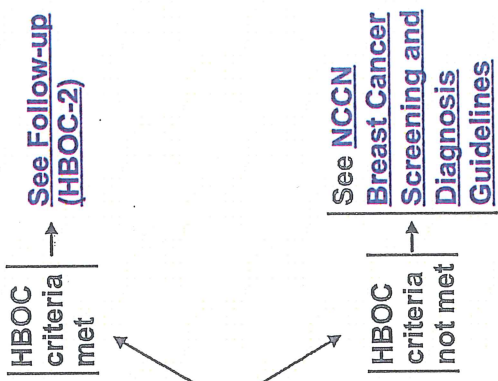 HBOC
criteria
met
See Follow-up
(HBOC-2)
HBOC
criteria
not met
See NCCN
Breast Cancer
Screening and
Diagnosis
Guidelines